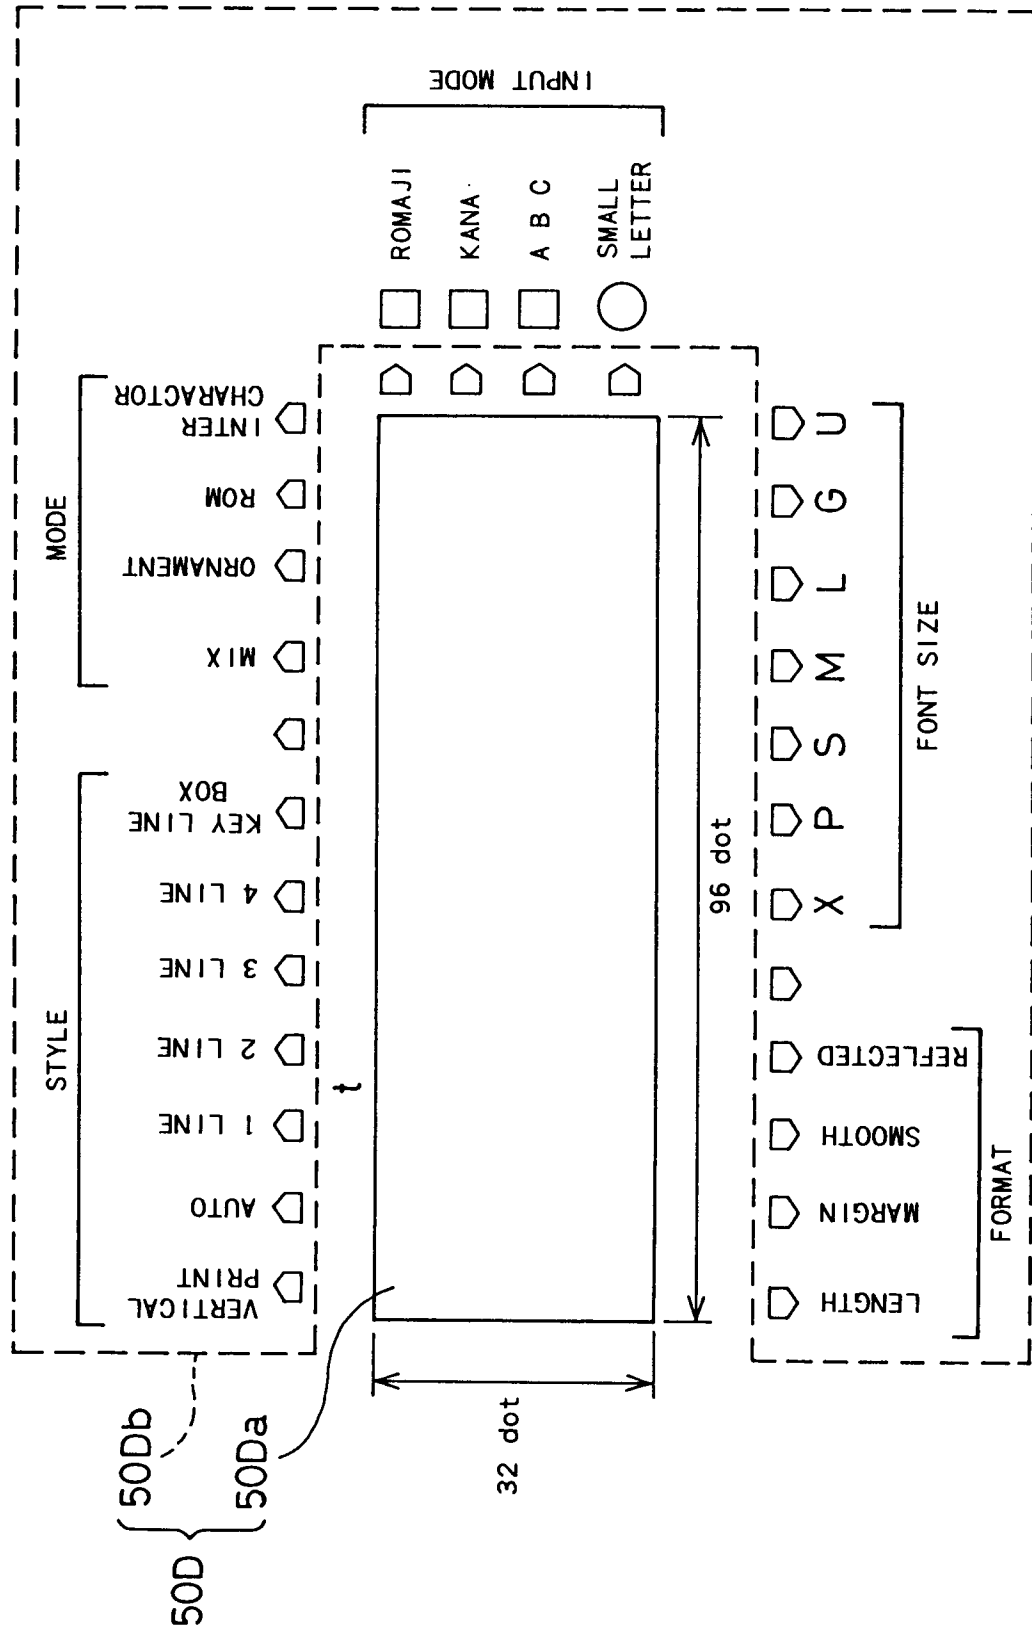 50D
50Db
50Da
STYLE
VERTICAL
PRINT
AUTO
1 LINE
2 LINE
3 LINE
4 LINE
KEY LINE
BOX
MODE
MIX
ORNAMENT
ROM
INTER
CHARACTOR
t
INPUT MODE
ROMAJI
KANA
A B C
SMALL
LETTER
32 dot
96 dot
LENGTH
MARGIN
SMOOTH
REFLECTED
FORMAT
X P S M L G U
FONT SIZE